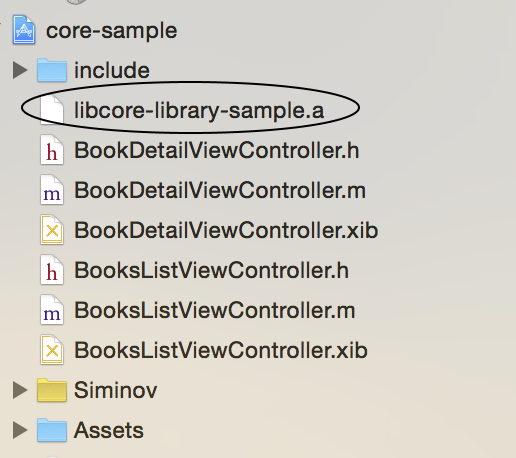 core-sample
include
libcore-library-sample.a
h BookDetailViewController.h
m BookDetailViewController.m
BookDetailViewController.xib
h BooksListViewController.h
m BooksListViewController.m
BooksListViewController.xib
Siminov
Assets